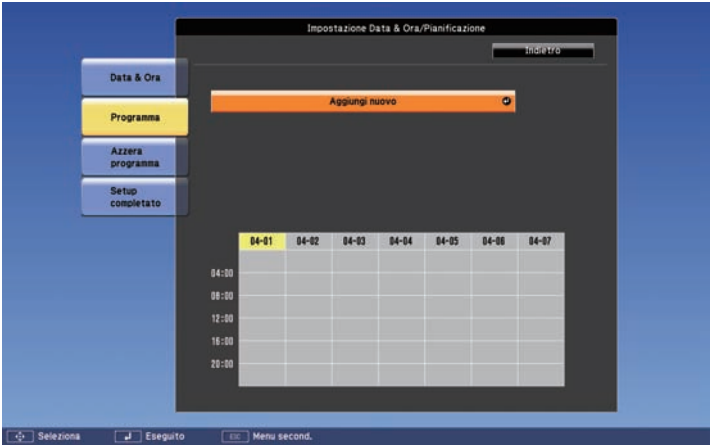 Impostazione Data & Ora/Pianificazione
Indietro
Data & Ora
Programma
Azzera
programma
Setup
completato
Aggiungi nuovo
04-01 04-02 04-03 04-04 04-05 04-06 04-07
04:00
08:00
12:00
16:00
20:00
Seleziona Eseguito ESC Menu second.